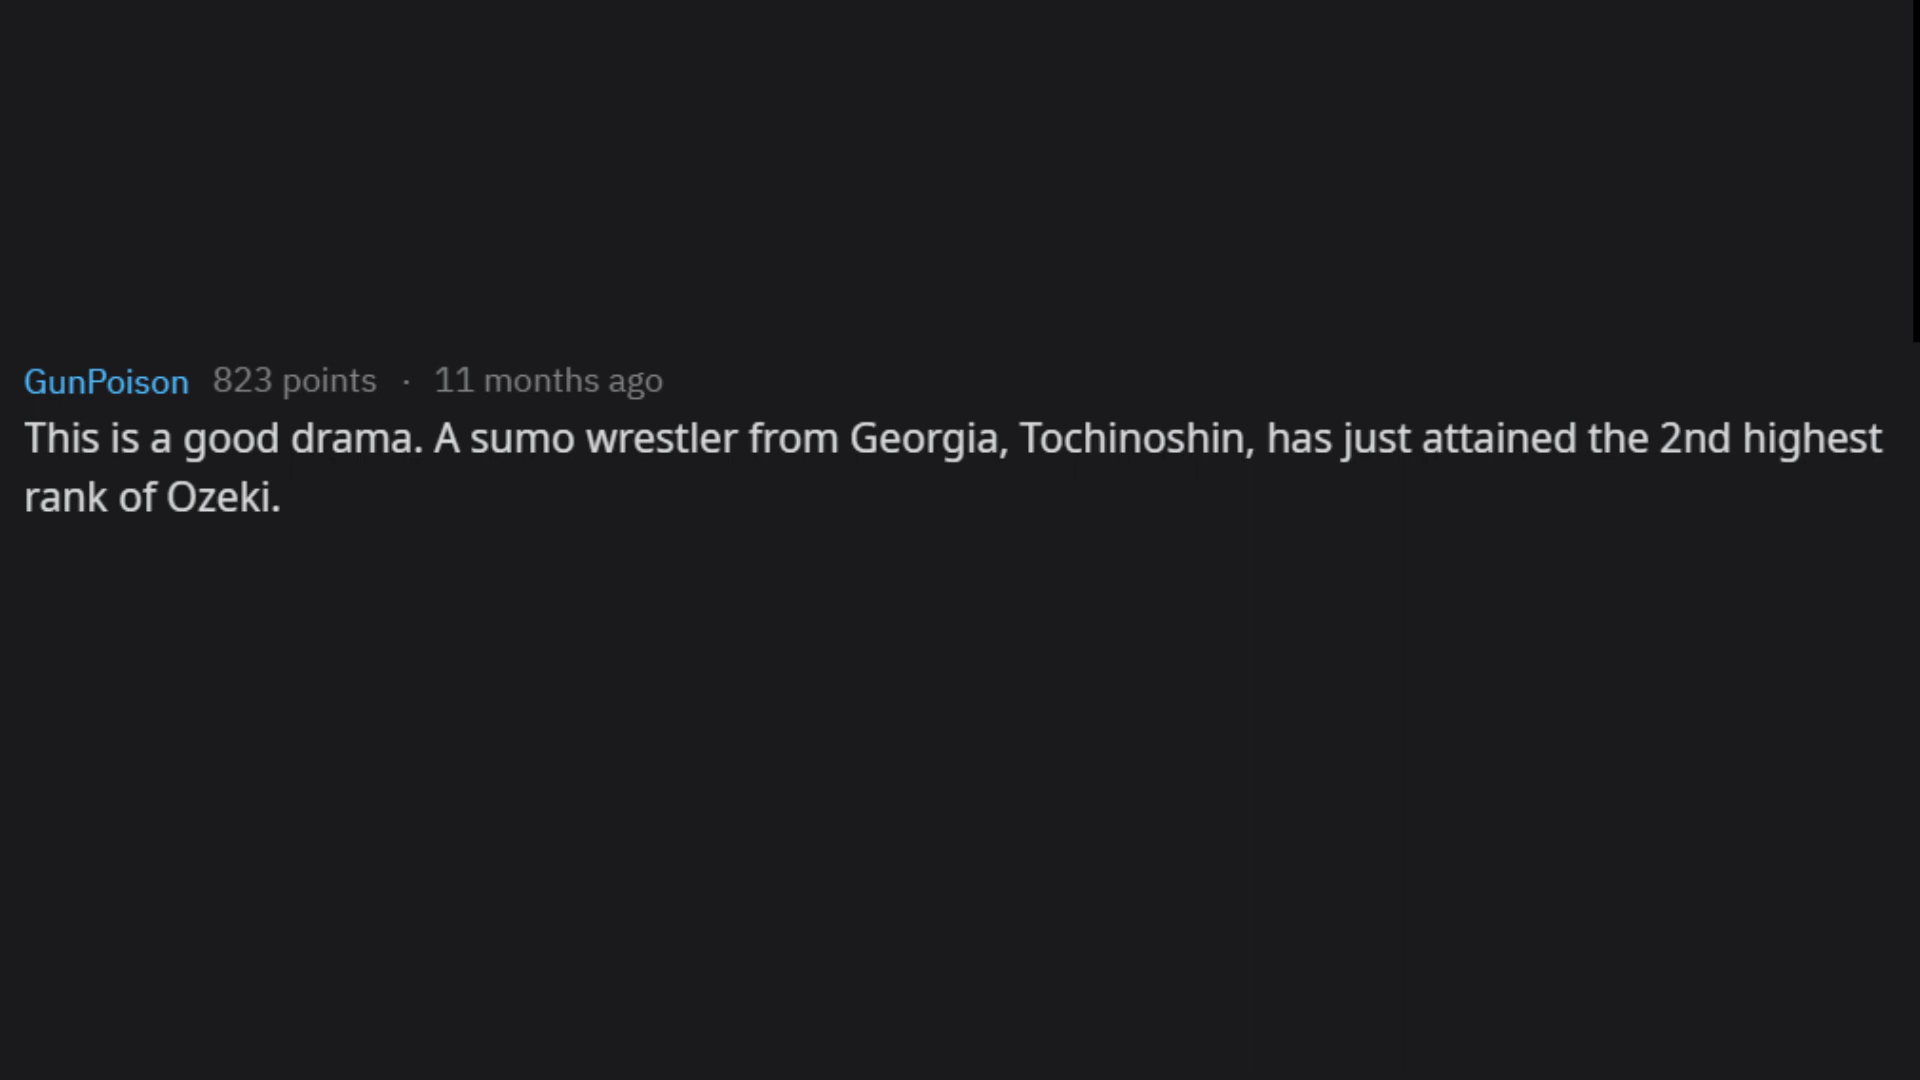 GunPoison 823 points · 11 months ago
This is a good drama. A sumo wrestler from Georgia, Tochinoshin, has just attained the 2nd highest
rank of Ozeki.